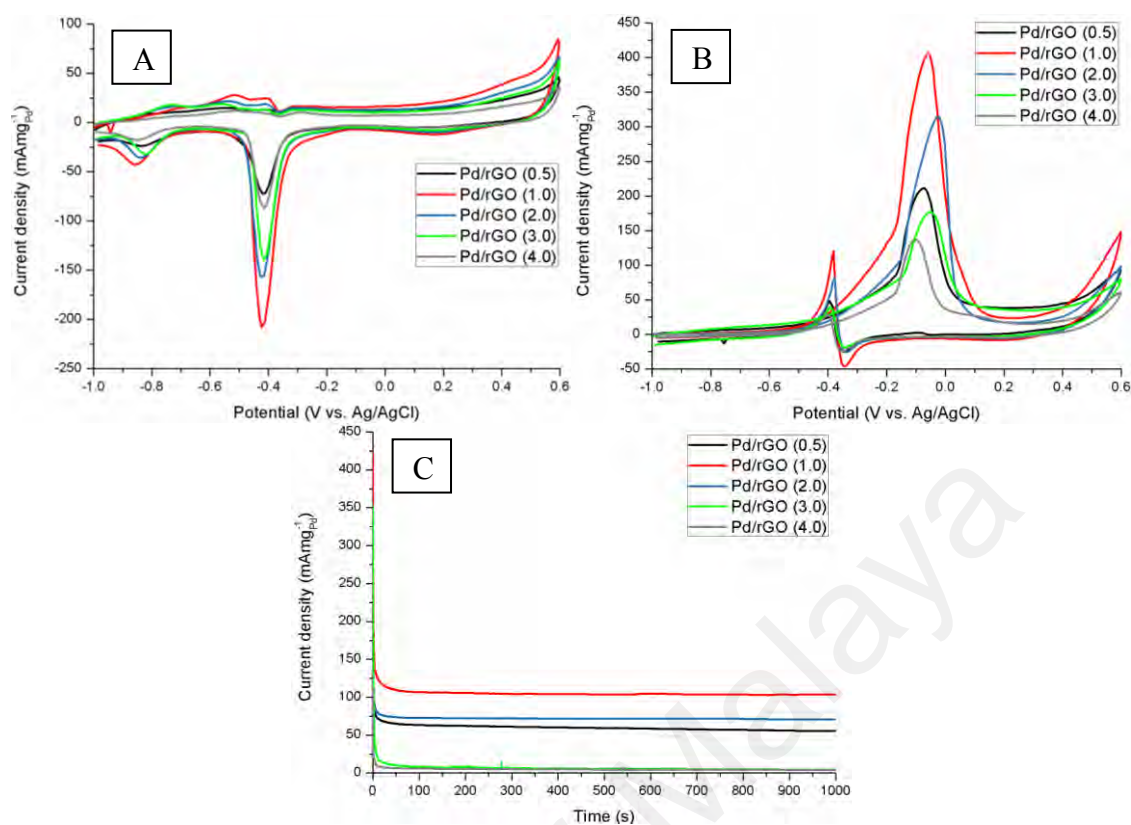 A
100
50
0
-50
-100
-150
-200
-250
Current density (mAmg⁻¹Pd)
Pd/rGO (0.5)
Pd/rGO (1.0)
Pd/rGO (2.0)
Pd/rGO (3.0)
Pd/rGO (4.0)
-1.0 -0.8 -0.6 -0.4 -0.2 0.0 0.2 0.4 0.6
Potential (V vs. Ag/AgCl)
B
450
400
350
300
250
200
150
100
50
0
-50
Current density (mAmg⁻¹Pd)
Pd/rGO (0.5)
Pd/rGO (1.0)
Pd/rGO (2.0)
Pd/rGO (3.0)
Pd/rGO (4.0)
-1.0 -0.8 -0.6 -0.4 -0.2 0.0 0.2 0.4 0.6
Potential (V vs. Ag/AgCl)
C
450
400
350
300
250
200
150
100
50
0
Current density (mAmg⁻¹Pd)
Pd/rGO (0.5)
Pd/rGO (1.0)
Pd/rGO (2.0)
Pd/rGO (3.0)
Pd/rGO (4.0)
0 100 200 300 400 500 600 700 800 900 1000
Time (s)
Malaya